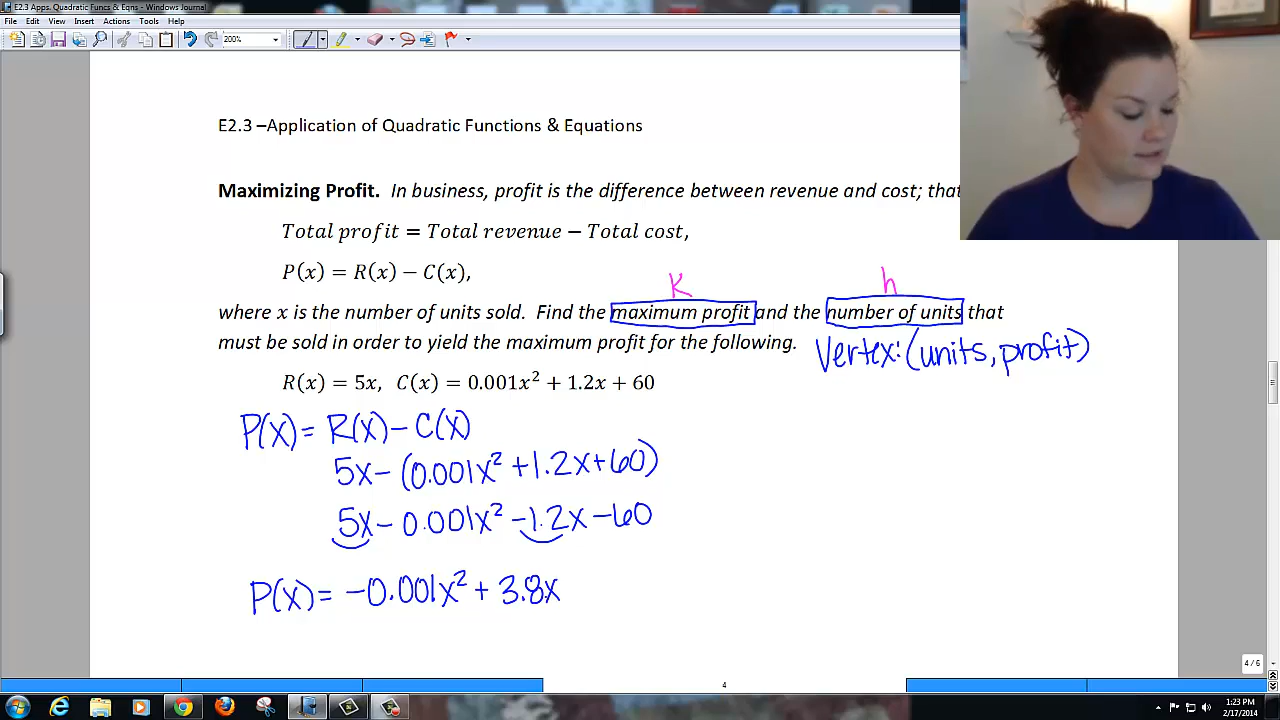 E2.3 Apps. Quadratic Funcs & Eqns - Windows Journal
File Edit View Insert Actions Tools Help
200%
E2.3 –Application of Quadratic Functions & Equations
Maximizing Profit. In business, profit is the difference between revenue and cost; that
Total profit = Total revenue − Total cost,
P(x) = R(x) − C(x),
K h
where x is the number of units sold. Find the maximum profit and the number of units that
must be sold in order to yield the maximum profit for the following.
Vertex: (units, profit)
R(x) = 5x, C(x) = 0.001x² + 1.2x + 60
P(x) = R(x) − C(x)
5x − (0.001x² + 1.2x + 60)
5x − 0.001x² − 1.2x − 60
P(x) = −0.001x² + 3.8x
4 / 6
4
1:23 PM
2/17/2014